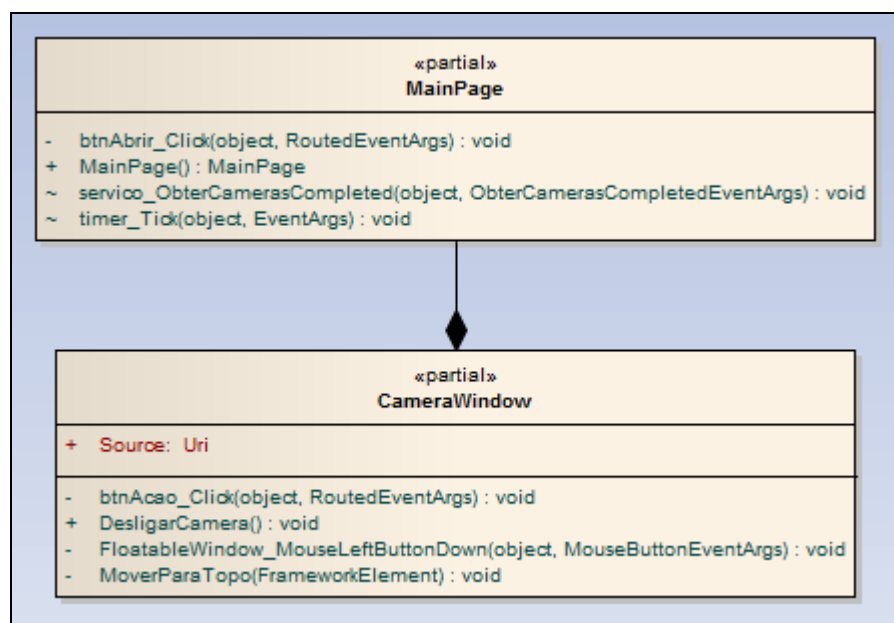 «partial»
MainPage
- btnAbrir_Click(object, RoutedEventArgs) : void
+ MainPage() : MainPage
~ servico_ObterCamerasCompleted(object, ObterCamerasCompletedEventArgs) : void
~ timer_Tick(object, EventArgs) : void
«partial»
CameraWindow
+ Source: Uri
- btnAcao_Click(object, RoutedEventArgs) : void
+ DesligarCamera() : void
- FloatableWindow_MouseLeftButtonDown(object, MouseButtonEventArgs) : void
- MoverParaTopo(FrameworkElement) : void